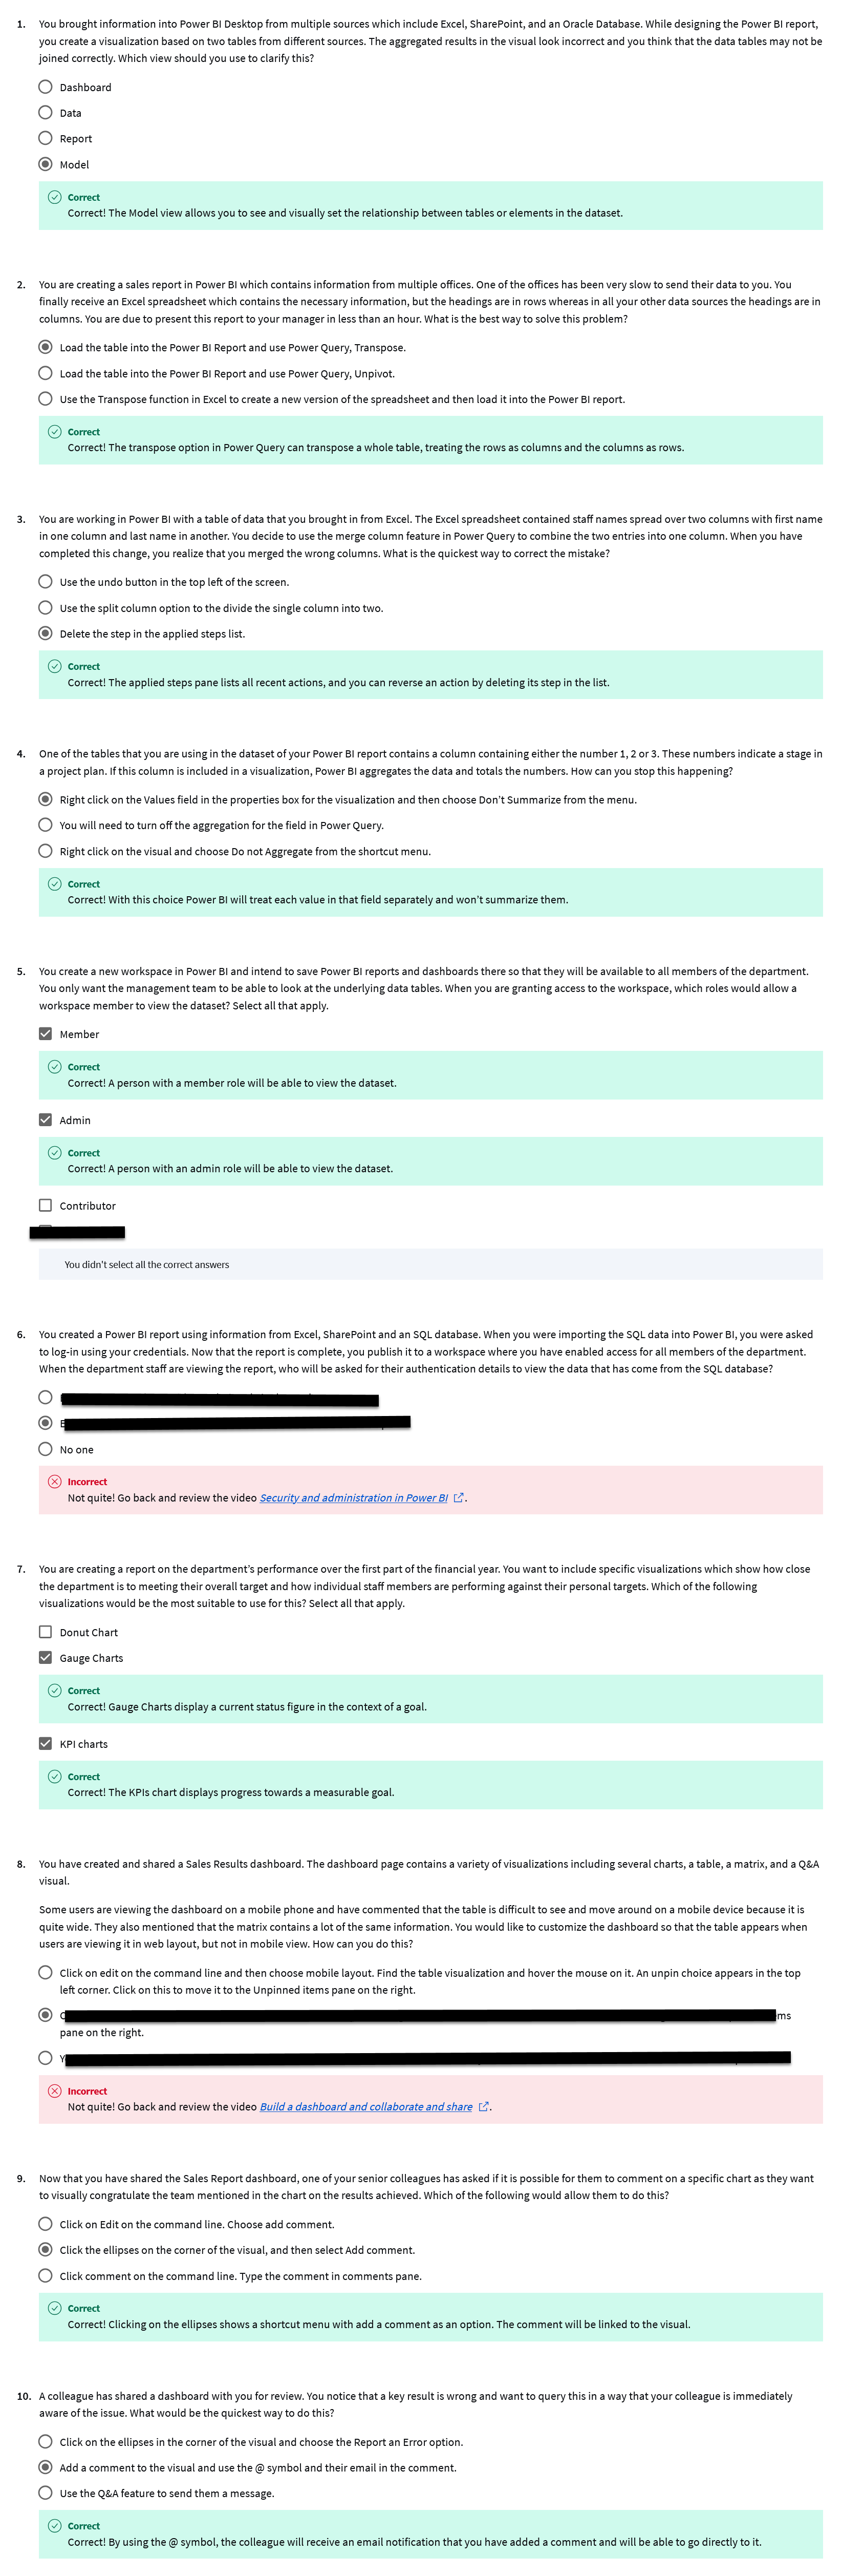 1. You brought information into Power BI Desktop from multiple sources which include Excel, SharePoint, and an Oracle Database. While designing the Power BI report,
you create a visualization based on two tables from different sources. The aggregated results in the visual look incorrect and you think that the data tables may not be
joined correctly. Which view should you use to clarify this?
Dashboard
Data
Report
Model
Correct
Correct! The Model view allows you to see and visually set the relationship between tables or elements in the dataset.
2. You are creating a sales report in Power BI which contains information from multiple offices. One of the offices has been very slow to send their data to you. You
finally receive an Excel spreadsheet which contains the necessary information, but the headings are in rows whereas in all your other data sources the headings are in
columns. You are due to present this report to your manager in less than an hour. What is the best way to solve this problem?
Load the table into the Power BI Report and use Power Query, Transpose.
Load the table into the Power BI Report and use Power Query, Unpivot.
Use the Transpose function in Excel to create a new version of the spreadsheet and then load it into the Power BI report.
Correct
Correct! The transpose option in Power Query can transpose a whole table, treating the rows as columns and the columns as rows.
3. You are working in Power BI with a table of data that you brought in from Excel. The Excel spreadsheet contained staff names spread over two columns with first name
in one column and last name in another. You decide to use the merge column feature in Power Query to combine the two entries into one column. When you have
completed this change, you realize that you merged the wrong columns. What is the quickest way to correct the mistake?
Use the undo button in the top left of the screen.
Use the split column option to the divide the single column into two.
Delete the step in the applied steps list.
Correct
Correct! The applied steps pane lists all recent actions, and you can reverse an action by deleting its step in the list.
4. One of the tables that you are using in the dataset of your Power BI report contains a column containing either the number 1, 2 or 3. These numbers indicate a stage in
a project plan. If this column is included in a visualization, Power BI aggregates the data and totals the numbers. How can you stop this happening?
Right click on the Values field in the properties box for the visualization and then choose Don't Summarize from the menu.
You will need to turn off the aggregation for the field in Power Query.
Right click on the visual and choose Do not Aggregate from the shortcut menu.
Correct
Correct! With this choice Power BI will treat each value in that field separately and won't summarize them.
5. You create a new workspace in Power BI and intend to save Power BI reports and dashboards there so that they will be available to all members of the department.
You only want the management team to be able to look at the underlying data tables. When you are granting access to the workspace, which roles would allow a
workspace member to view the dataset? Select all that apply.
Member
Correct
Correct! A person with a member role will be able to view the dataset.
Admin
Correct
Correct! A person with an admin role will be able to view the dataset.
Contributor
You didn't select all the correct answers
6. You created a Power BI report using information from Excel, SharePoint and an SQL database. When you were importing the SQL data into Power BI, you were asked
to log-in using your credentials. Now that the report is complete, you publish it to a workspace where you have enabled access for all members of the department.
When the department staff are viewing the report, who will be asked for their authentication details to view the data that has come from the SQL database?
No one
Incorrect
Not quite! Go back and review the video Security and administration in Power BI.
7. You are creating a report on the department's performance over the first part of the financial year. You want to include specific visualizations which show how close
the department is to meeting their overall target and how individual staff members are performing against their personal targets. Which of the following
visualizations would be the most suitable to use for this? Select all that apply.
Donut Chart
Gauge Charts
Correct
Correct! Gauge Charts display a current status figure in the context of a goal.
KPI charts
Correct
Correct! The KPIs chart displays progress towards a measurable goal.
8. You have created and shared a Sales Results dashboard. The dashboard page contains a variety of visualizations including several charts, a table, a matrix, and a Q&A
visual.
Some users are viewing the dashboard on a mobile phone and have commented that the table is difficult to see and move around on a mobile device because it is
quite wide. They also mentioned that the matrix contains a lot of the same information. You would like to customize the dashboard so that the table appears when
users are viewing it in web layout, but not in mobile view. How can you do this?
Click on edit on the command line and then choose mobile layout. Find the table visualization and hover the mouse on it. An unpin choice appears in the top
left corner. Click on this to move it to the Unpinned items pane on the right.
pane on the right.
Incorrect
Not quite! Go back and review the video Build a dashboard and collaborate and share.
9. Now that you have shared the Sales Report dashboard, one of your senior colleagues has asked if it is possible for them to comment on a specific chart as they want
to visually congratulate the team mentioned in the chart on the results achieved. Which of the following would allow them to do this?
Click on Edit on the command line. Choose add comment.
Click the ellipses on the corner of the visual, and then select Add comment.
Click comment on the command line. Type the comment in comments pane.
Correct
Correct! Clicking on the ellipses shows a shortcut menu with add a comment as an option. The comment will be linked to the visual.
10. A colleague has shared a dashboard with you for review. You notice that a key result is wrong and want to query this in a way that your colleague is immediately
aware of the issue. What would be the quickest way to do this?
Click on the ellipses in the corner of the visual and choose the Report an Error option.
Add a comment to the visual and use the @ symbol and their email in the comment.
Use the Q&A feature to send them a message.
Correct
Correct! By using the @ symbol, the colleague will receive an email notification that you have added a comment and will be able to go directly to it.